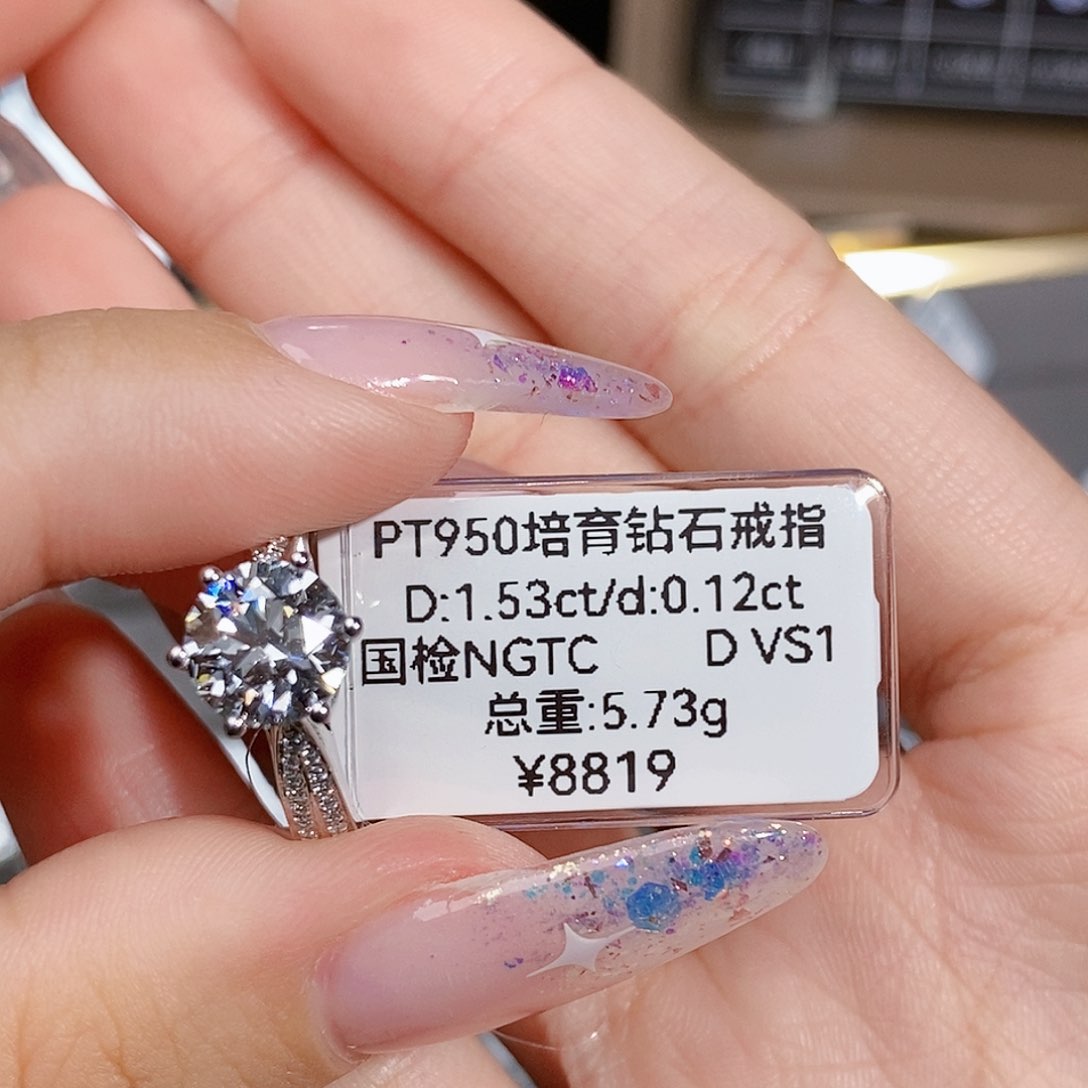 PT950培育钻石戒指
D:1.53ct/d:0.12ct
国检NGTC D VS1
总重:5.73g
¥8819